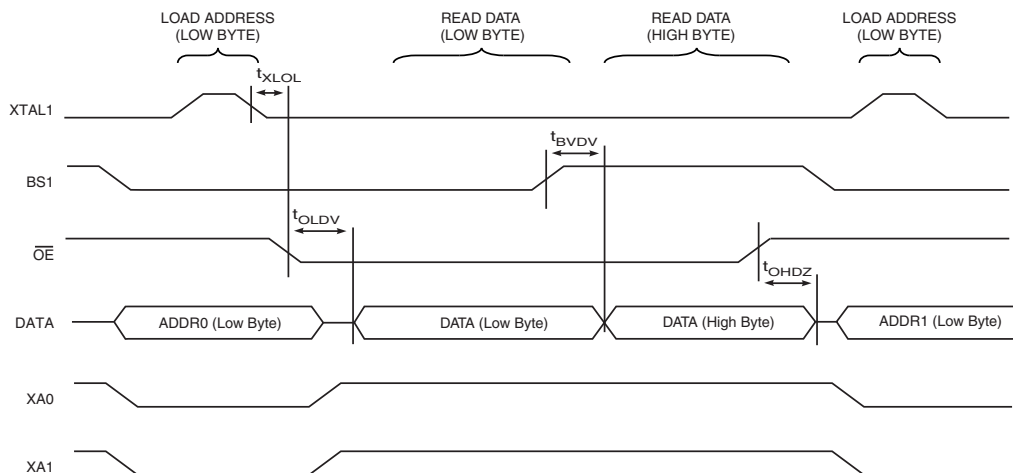 LOAD ADDRESS
(LOW BYTE)
READ DATA
(LOW BYTE)
READ DATA
(HIGH BYTE)
LOAD ADDRESS
(LOW BYTE)
tXLOL
XTAL1
tBVDV
BS1
tOLDV
OE
tOHDZ
DATA
ADDR0 (Low Byte)
DATA (Low Byte)
DATA (High Byte)
ADDR1 (Low Byte)
XA0
XA1